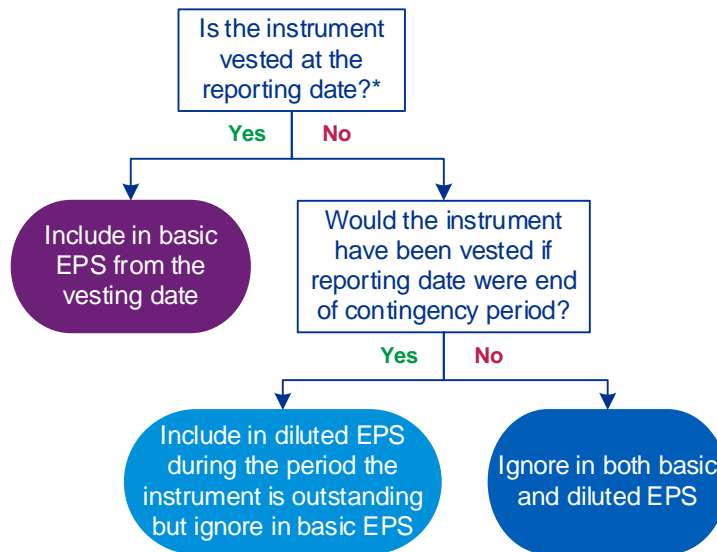 Is the instrument
vested at the
reporting date?*
Yes
No
Include in basic
EPS from the
vesting date
Would the instrument
have been vested if
reporting date were end
of contingency period?
Yes
No
Include in diluted EPS
during the period the
instrument is outstanding
but ignore in basic EPS
Ignore in both basic
and diluted EPS